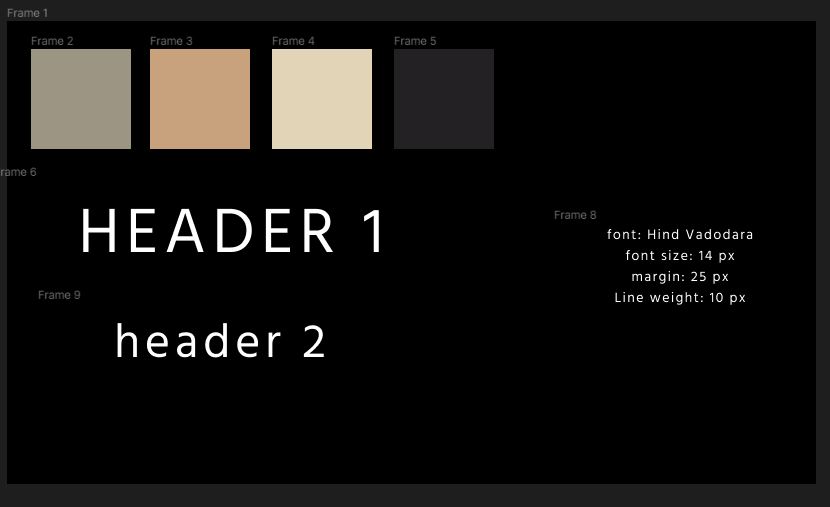 Frame 1
Frame 2
Frame 3
Frame 4
Frame 5
rame 6
HEADER 1
Frame 8
font: Hind Vadodara
font size: 14 px
margin: 25 px
Line weight: 10 px
Frame 9
header 2